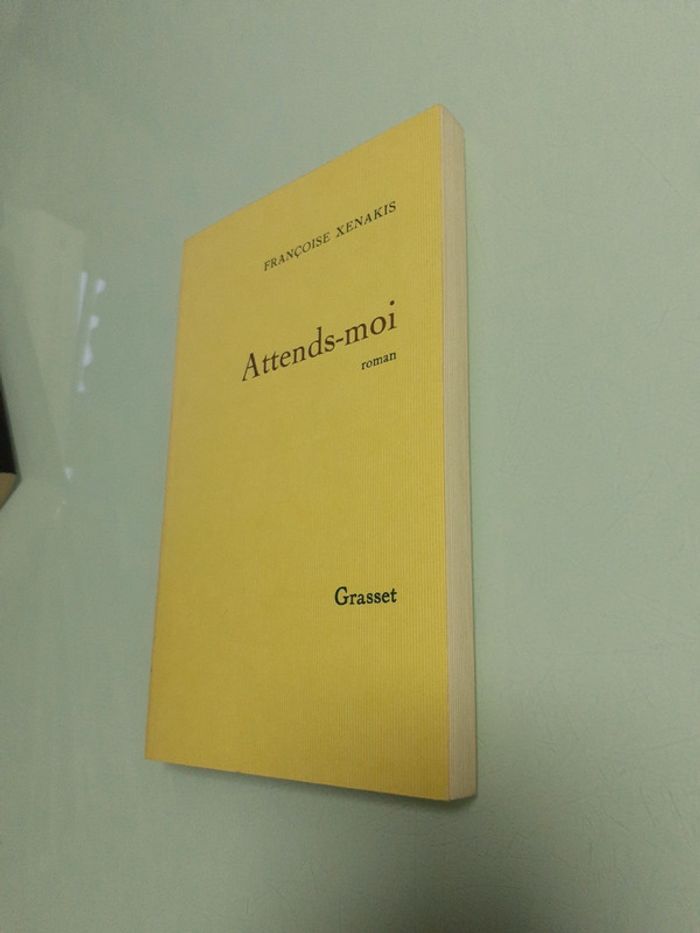 FRANÇOISE XENAKIS
Attends-moi
roman
Grasset